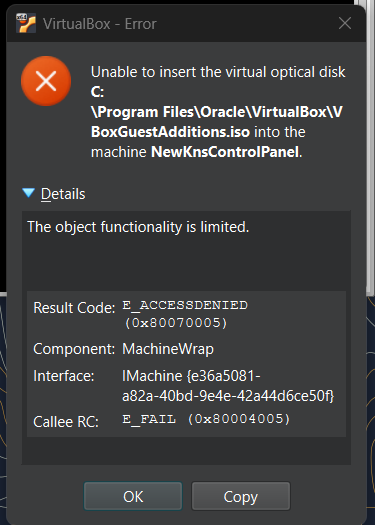 VirtualBox - Error
Unable to insert the virtual optical disk
C:
\Program Files\Oracle\VirtualBox\V
BoxGuestAdditions.iso into the
machine NewKnsControlPanel.
Details
The object functionality is limited.
Result Code: E_ACCESSDENIED
(0x80070005)
Component: MachineWrap
Interface: IMachine {e36a5081-
a82a-40bd-9e4e-42a44d6ce50f}
Callee RC: E_FAIL (0x80004005)
OK Copy